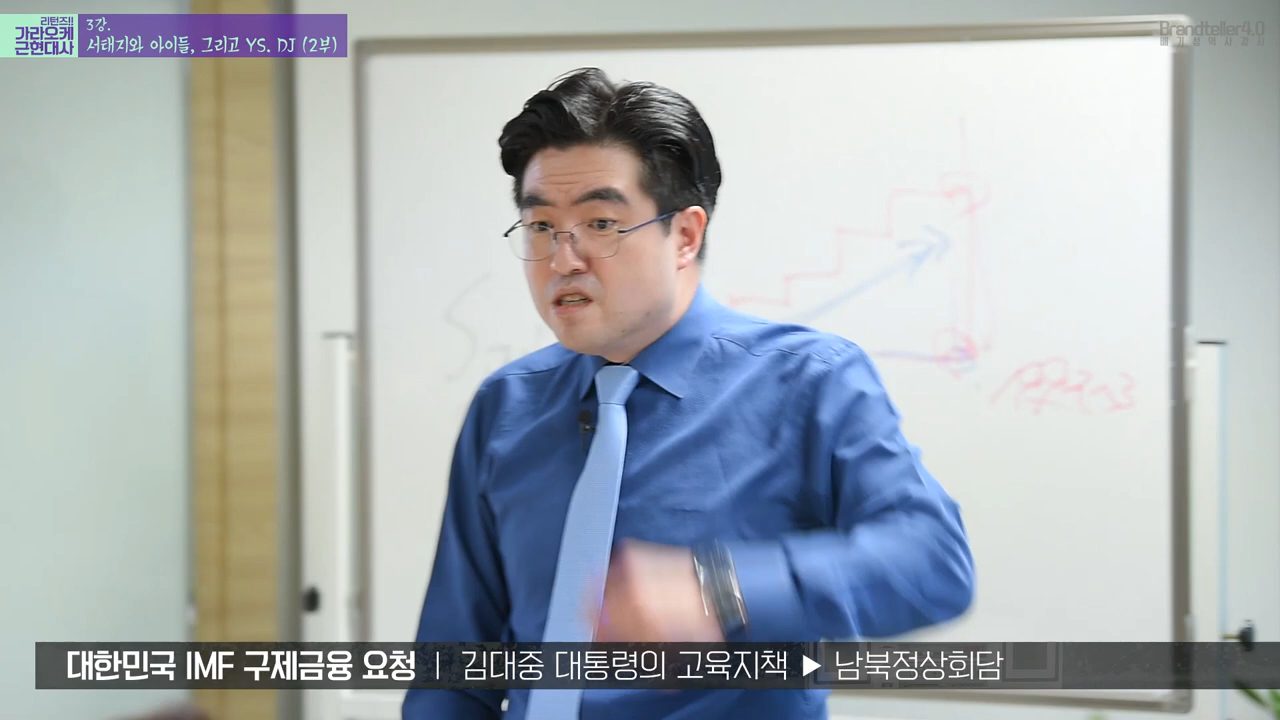 리턴즈!!
가라오케
근현대사
3강.
서태지와 아이들, 그리고 YS. DJ (2부)
Brandteller4.0
대한민국 IMF 구제금융 요청 | 김대중 대통령의 고육지책 ▶ 남북정상회담